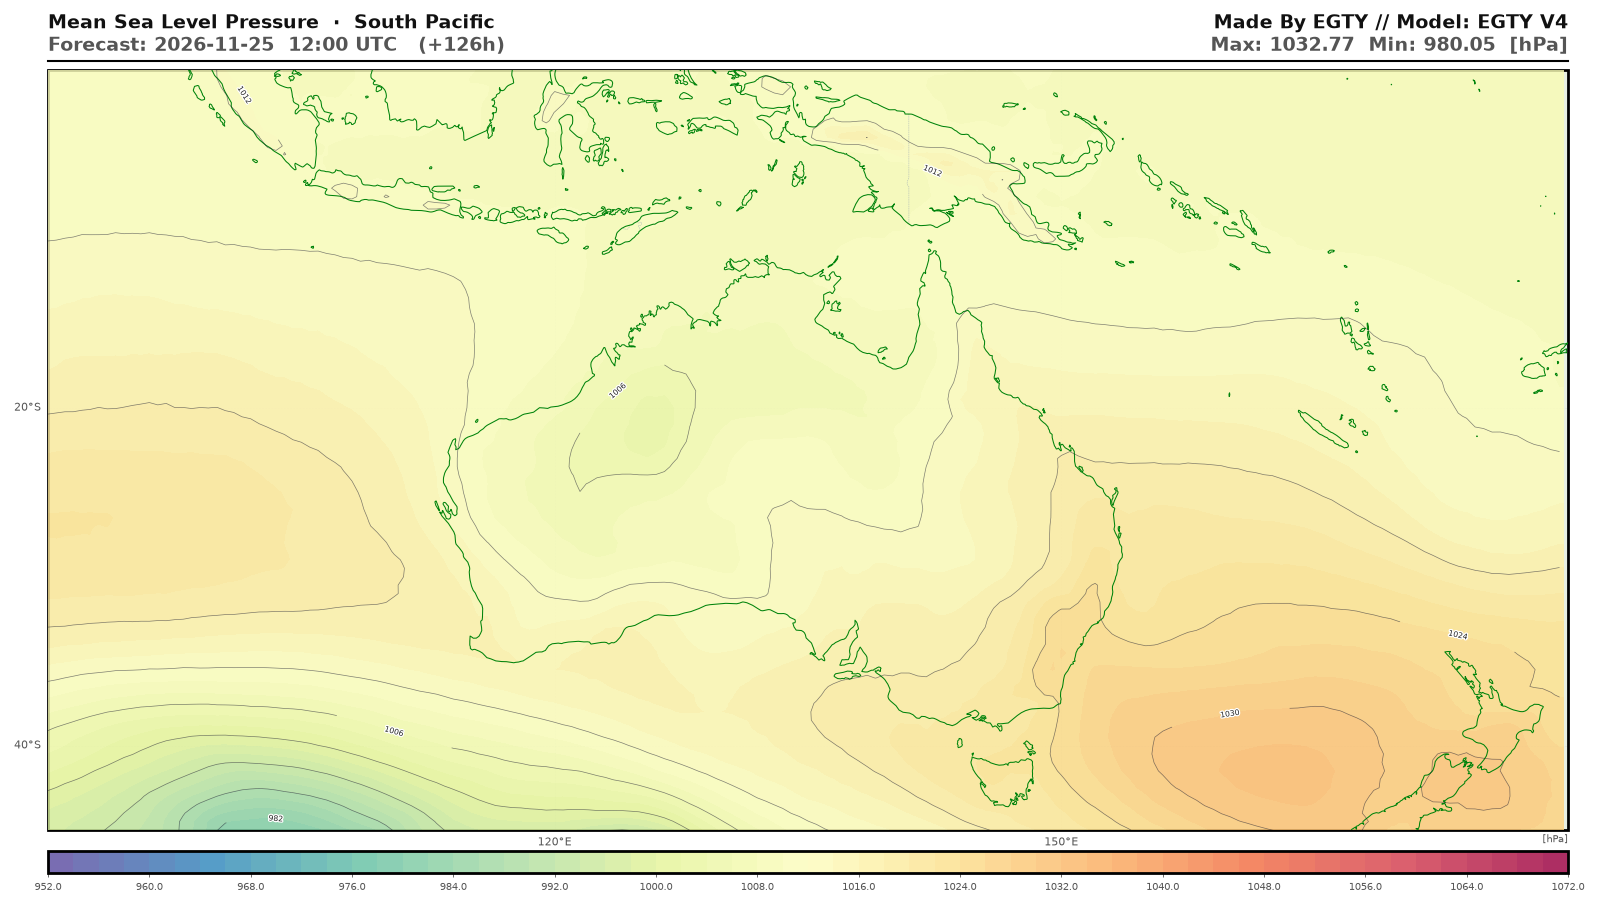 Mean Sea Level Pressure · South Pacific
Made By EGTY // Model: EGTY V4
Forecast: 2026-11-25 12:00 UTC (+126h)
Max: 1032.77 Min: 980.05 [hPa]
1012
1012
1006
20°S
1024
1030
1006
40°S
982
120°E
150°E
[hPa]
952.0 960.0 968.0 976.0 984.0 992.0 1000.0 1008.0 1016.0 1024.0 1032.0 1040.0 1048.0 1056.0 1064.0 1072.0